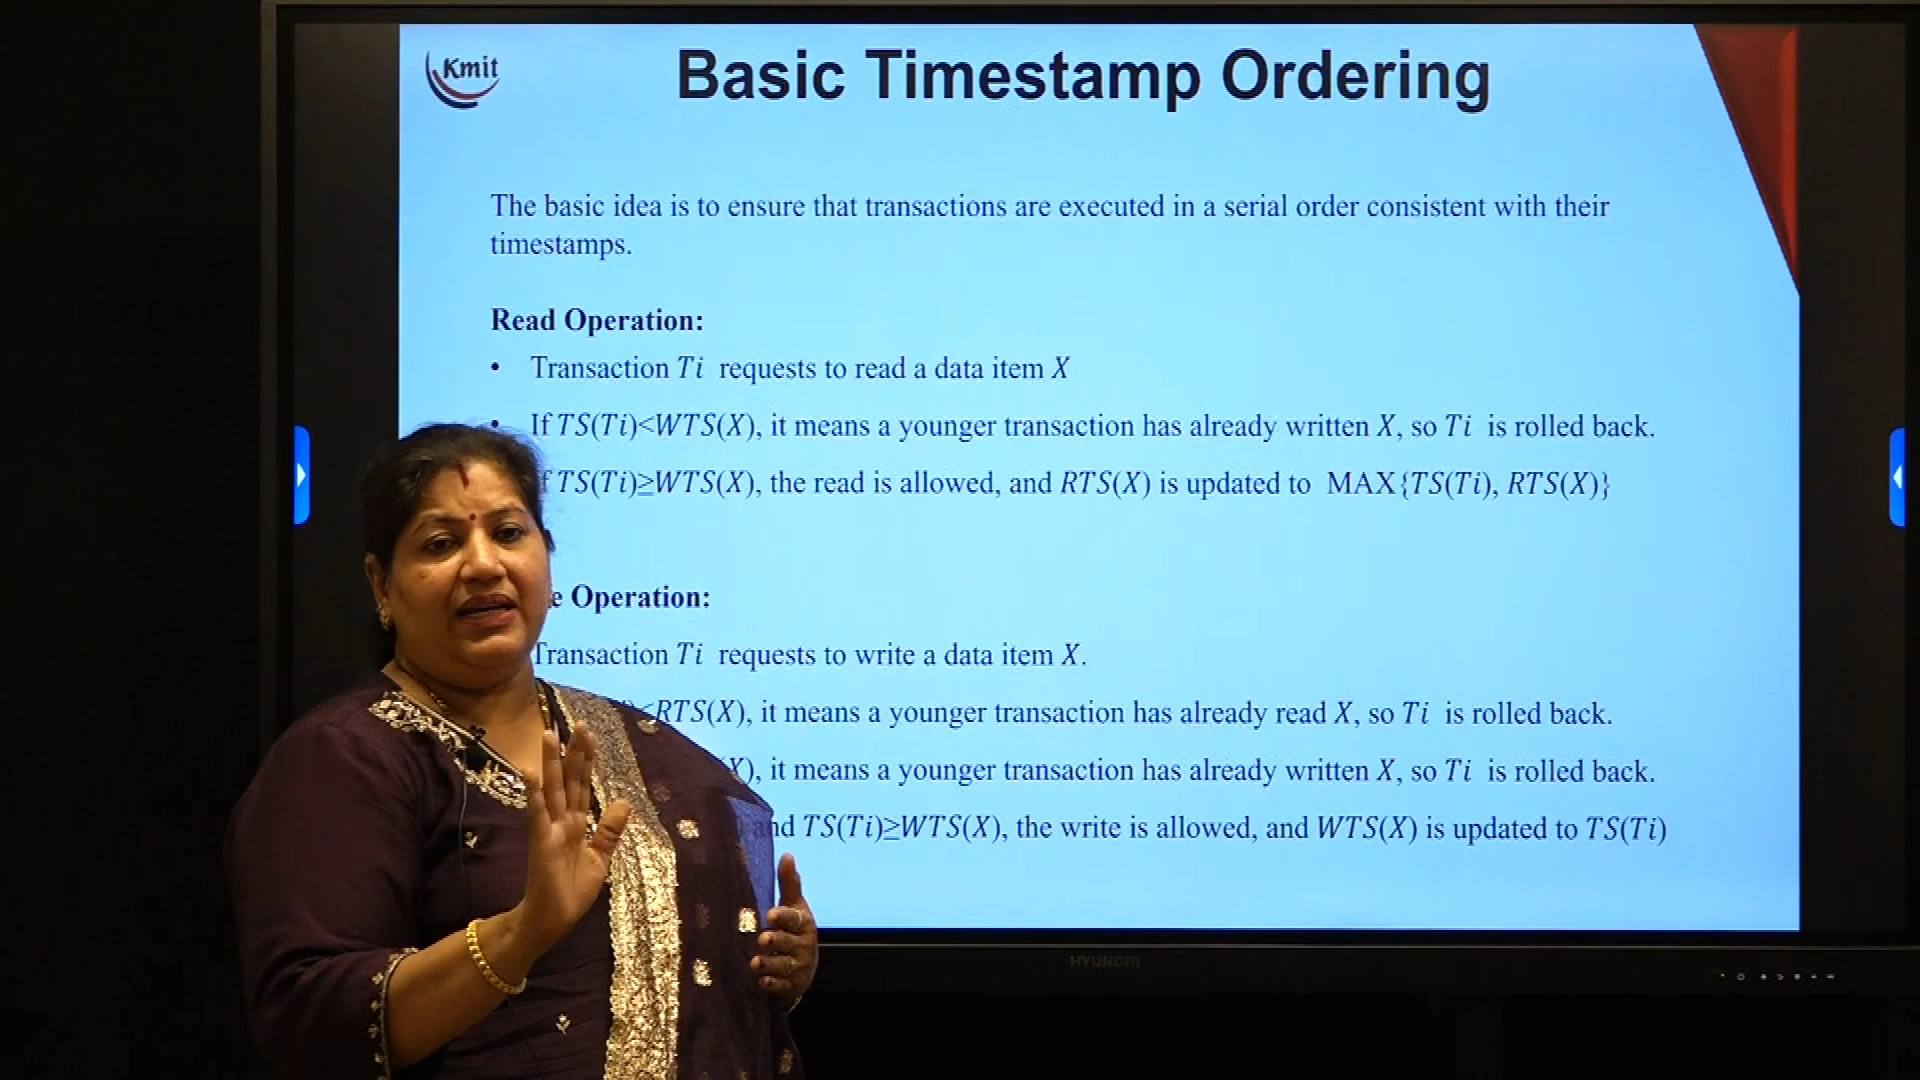 Kmit
Basic Timestamp Ordering
The basic idea is to ensure that transactions are executed in a serial order consistent with their
timestamps.
Read Operation:
• Transaction Ti requests to read a data item X
• If TS(Ti)<WTS(X), it means a younger transaction has already written X, so Ti is rolled back.
TS(Ti)≥WTS(X), the read is allowed, and RTS(X) is updated to MAX{TS(Ti), RTS(X)}
Operation:
Transaction Ti requests to write a data item X.
<RTS(X), it means a younger transaction has already read X, so Ti is rolled back.
X), it means a younger transaction has already written X, so Ti is rolled back.
and TS(Ti)≥WTS(X), the write is allowed, and WTS(X) is updated to TS(Ti)
HYUNDAI